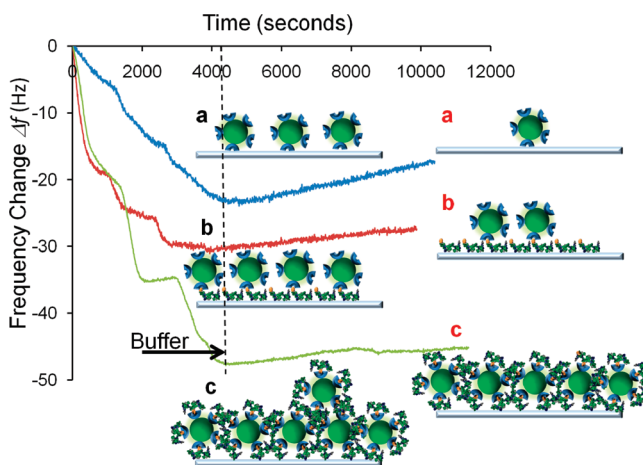 Time (seconds)
0 2000 4000 6000 8000 10000 12000
0
-10
-20
-30
-40
-50
Frequency Change Δf (Hz)
a
a
b
b
Buffer
c
c